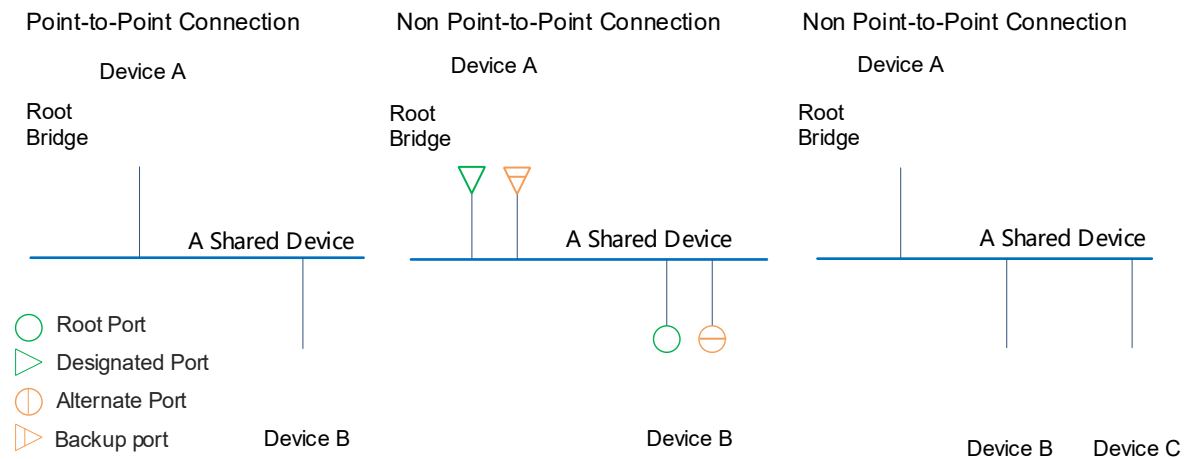 Point-to-Point Connection
Device A
Root
Bridge
A Shared Device
Root Port
Designated Port
Alternate Port
Backup port
Device B
Non Point-to-Point Connection
Device A
Root
Bridge
A Shared Device
Device B
Non Point-to-Point Connection
Device A
Root
Bridge
A Shared Device
Device B
Device C